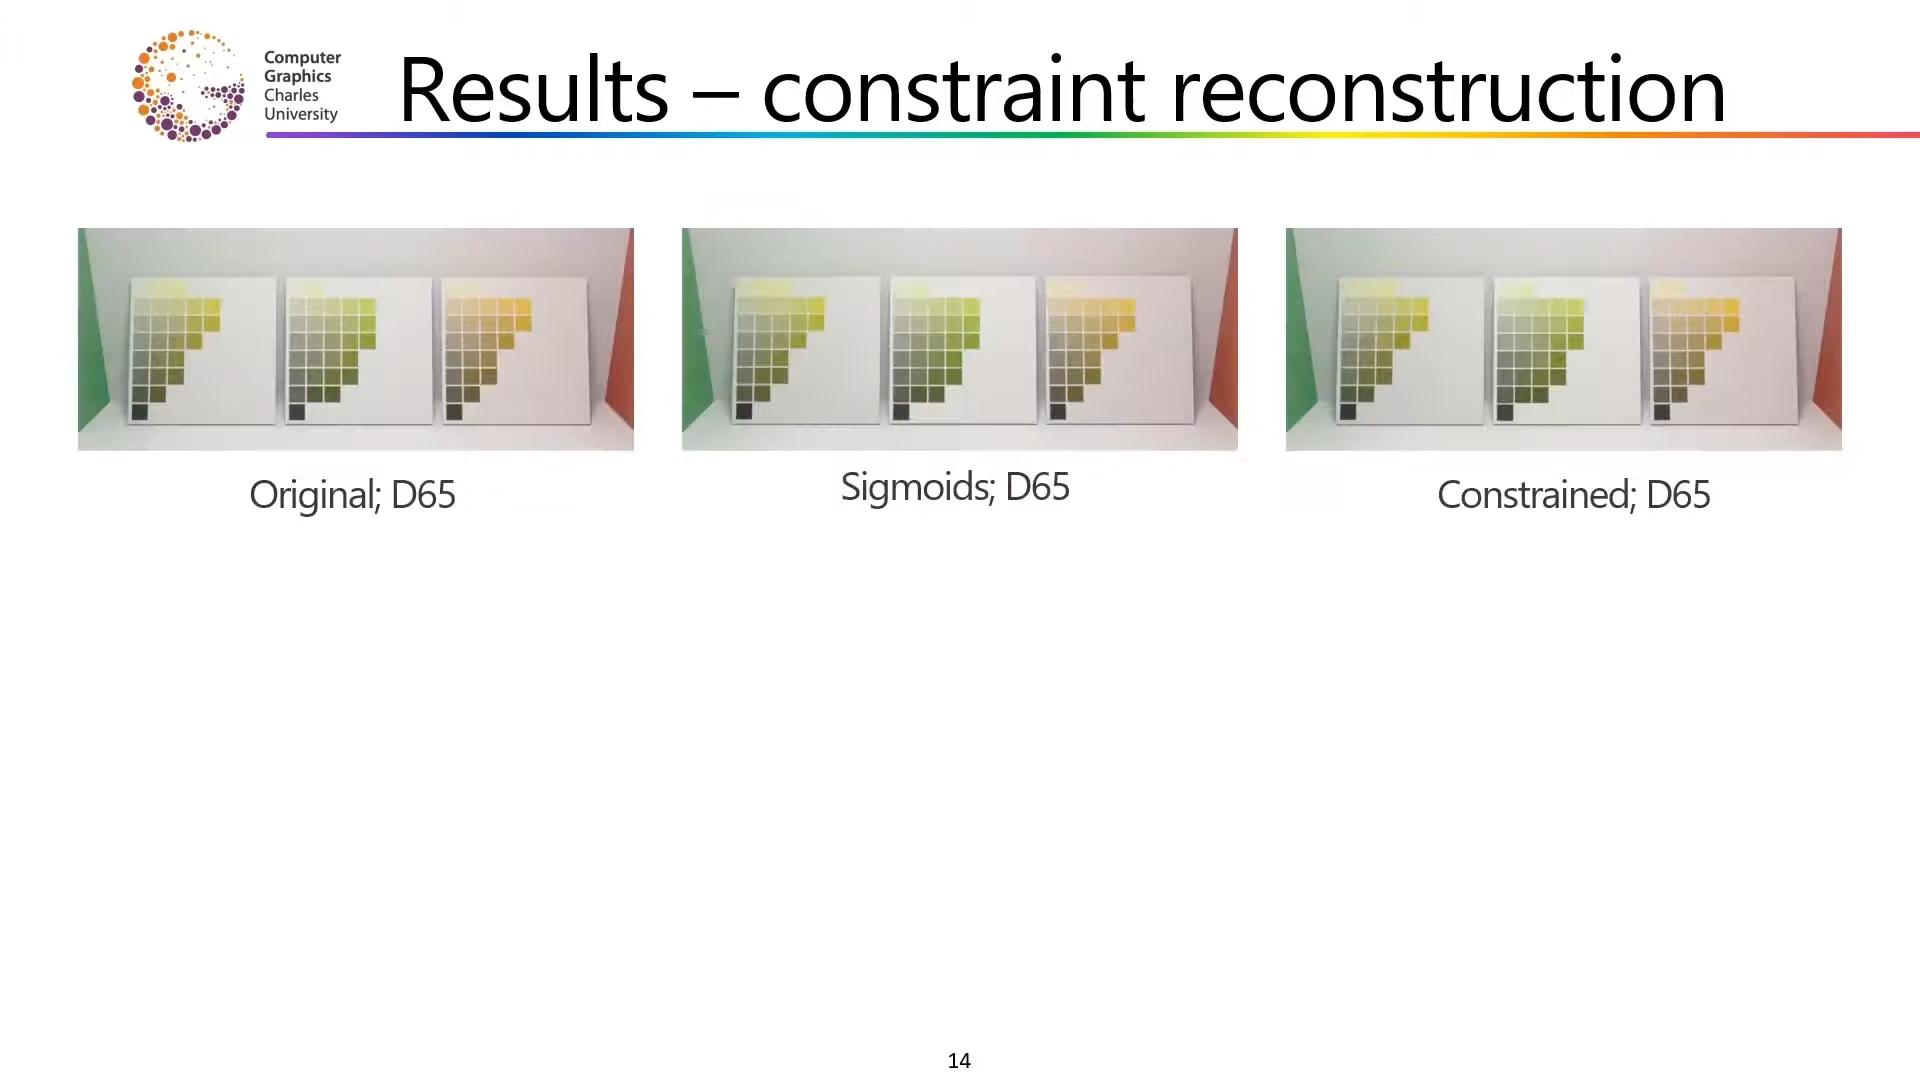 Computer
Graphics
Charles
University
Results – constraint reconstruction
Original; D65
Sigmoids; D65
Constrained; D65
14